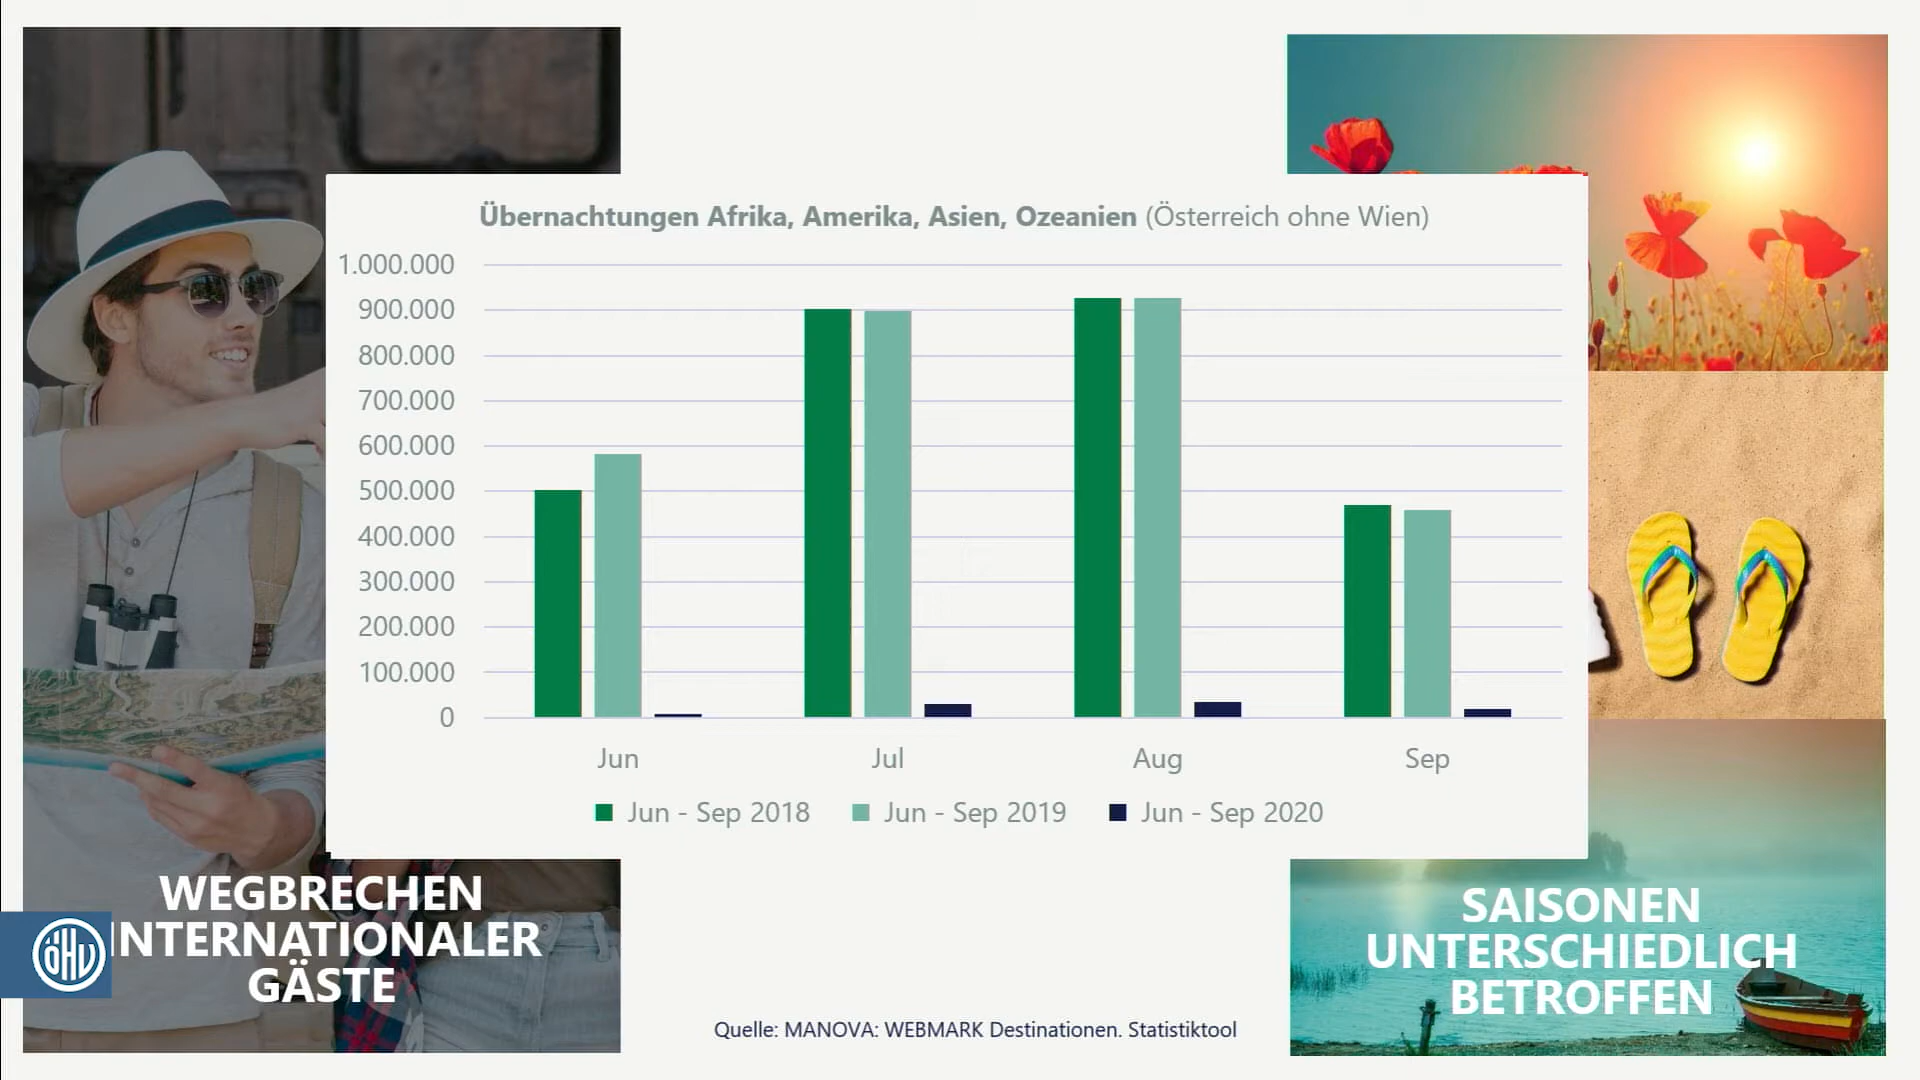 Übernachtungen Afrika, Amerika, Asien, Ozeanien (Österreich ohne Wien)
1.000.000
900.000
800.000
700.000
600.000
500.000
400.000
300.000
200.000
100.000
0
Jun Jul Aug Sep
Jun - Sep 2018 Jun - Sep 2019 Jun - Sep 2020
WEGBRECHEN
INTERNATIONALER
GÄSTE
ÖHV
SAISONEN
UNTERSCHIEDLICH
BETROFFEN
Quelle: MANOVA: WEBMARK Destinationen. Statistiktool